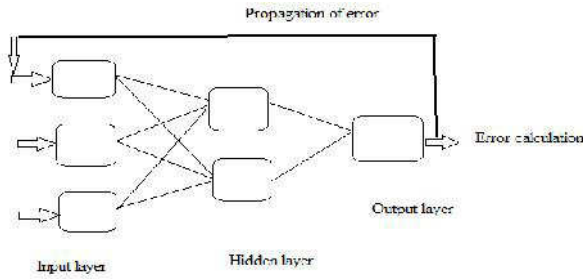 Propagation of error
Error calculation
Output layer
Hidden layer
Input layer